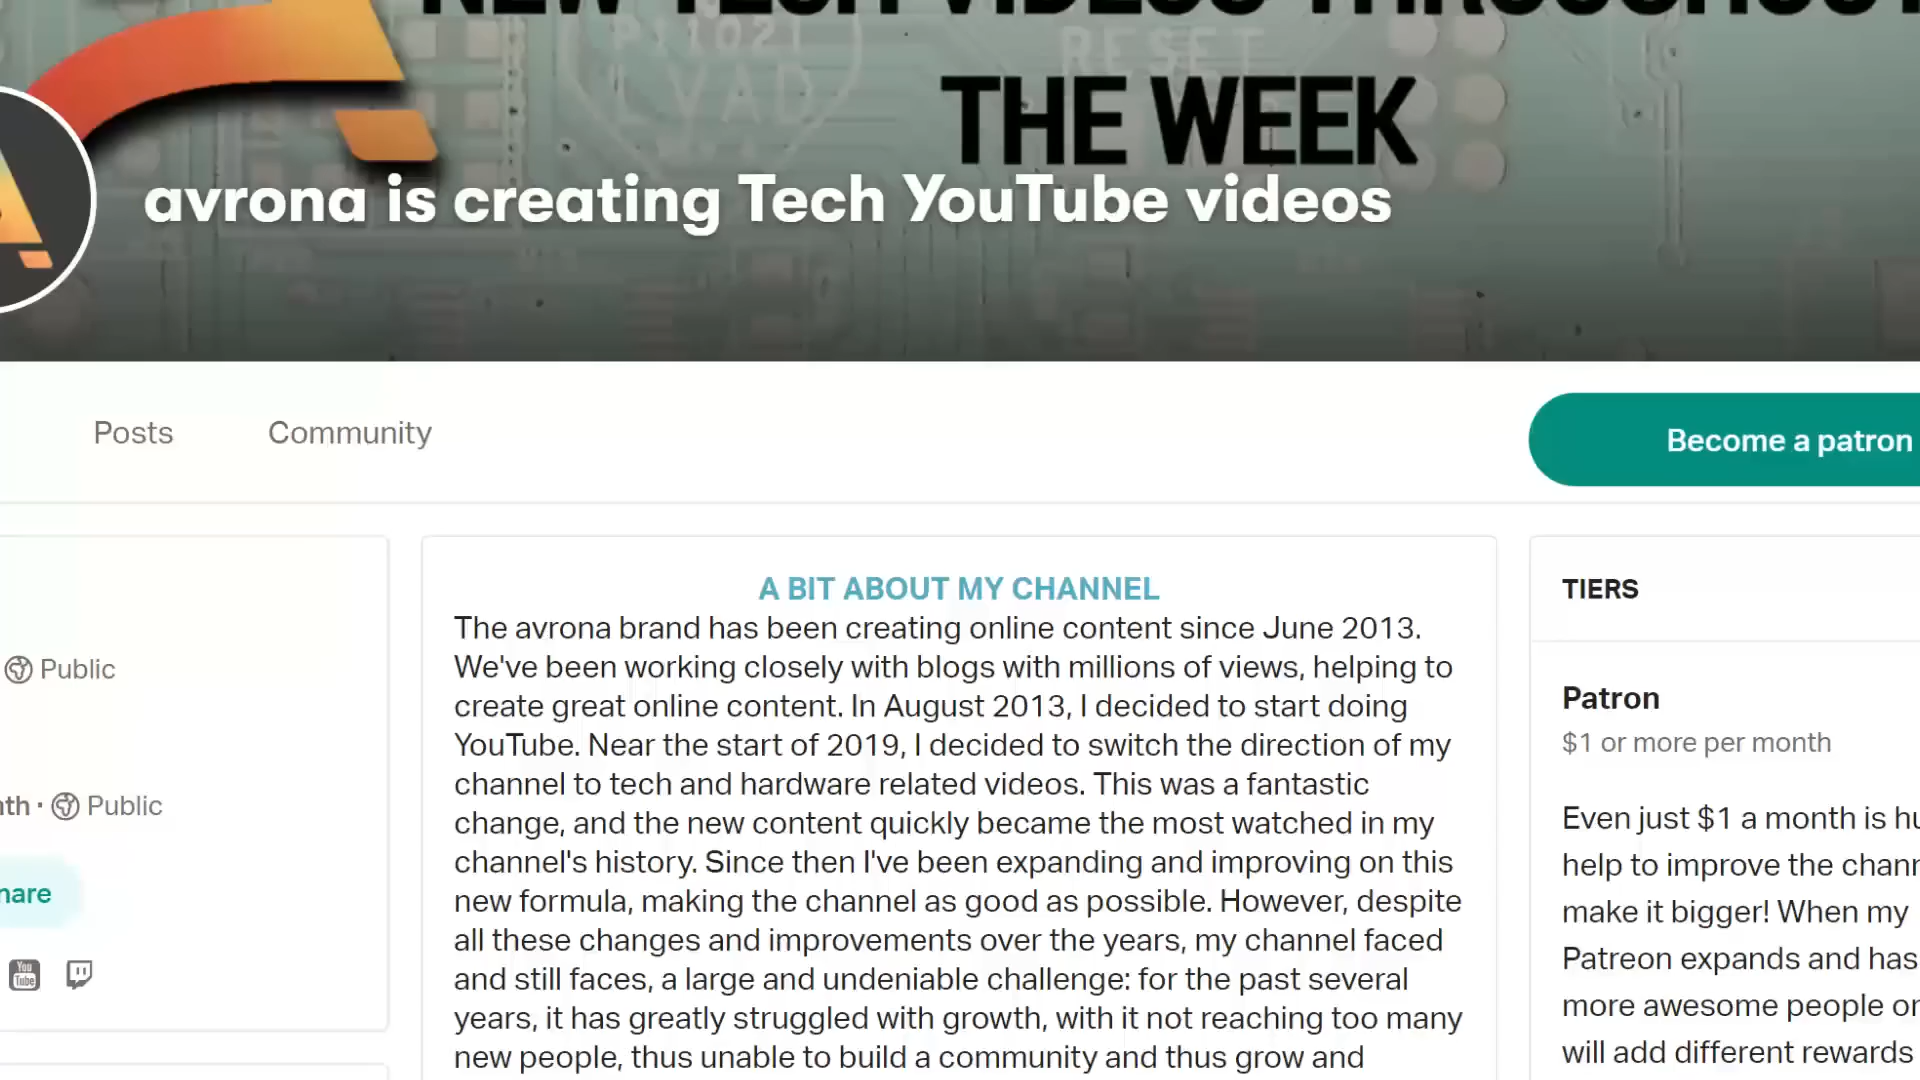 NEW TECH VIDEOS THROUGHOUT
THE WEEK
P11021
LVAD
RESET
avrona is creating Tech YouTube videos
Posts
Community
Become a patron
Public
Public
You
Tube
A BIT ABOUT MY CHANNEL
The avrona brand has been creating online content since June 2013.
We've been working closely with blogs with millions of views, helping to
create great online content. In August 2013, I decided to start doing
YouTube. Near the start of 2019, I decided to switch the direction of my
channel to tech and hardware related videos. This was a fantastic
change, and the new content quickly became the most watched in my
channel's history. Since then I've been expanding and improving on this
new formula, making the channel as good as possible. However, despite
all these changes and improvements over the years, my channel faced
and still faces, a large and undeniable challenge: for the past several
years, it has greatly struggled with growth, with it not reaching too many
new people, thus unable to build a community and thus grow and
TIERS
Patron
$1 or more per month
Even just $1 a month is
help to improve the
make it bigger! When my
Patreon expands and has
more awesome people
will add different rewards